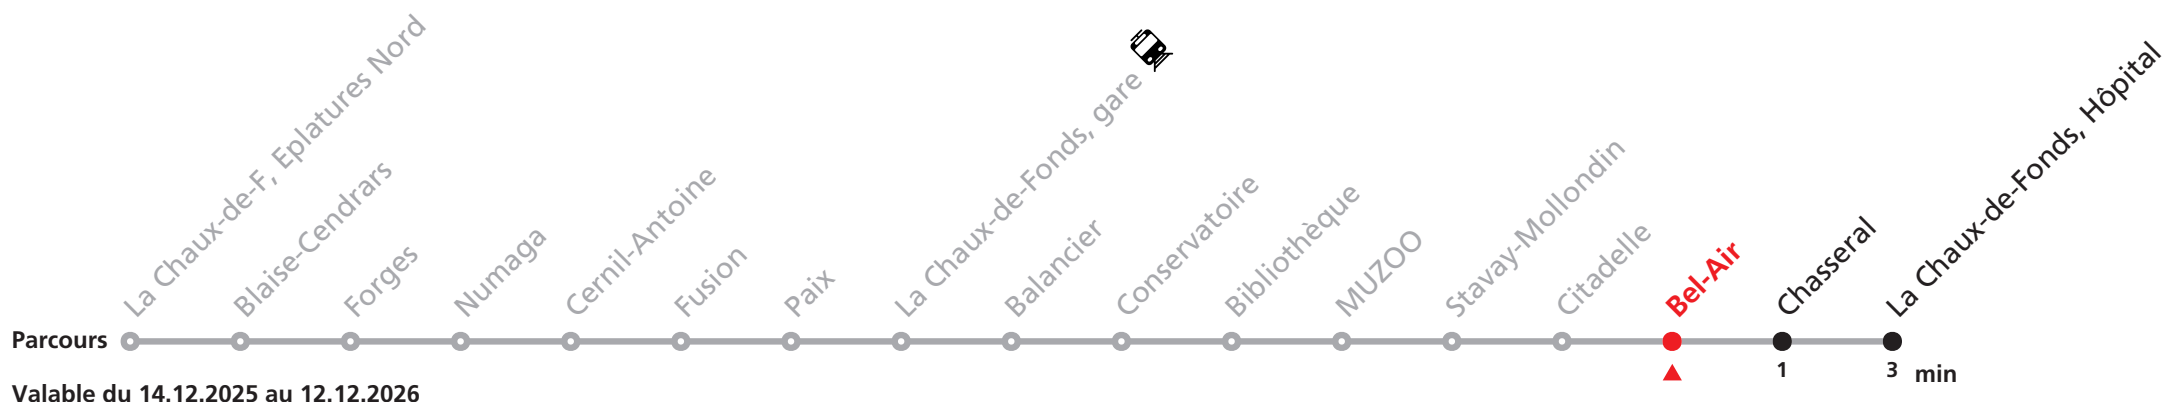 La Chaux-de-F, Eplatures Nord
Blaise-Cendrars
Forges
Numaga
Cernil-Antoine
Fusion
Paix
La Chaux-de-Fonds, gare
Balancier
Conservatoire
Bibliothèque
MUZOO
Stavay-Mollondin
Citadelle
Bel-Air
Chasseral
La Chaux-de-Fonds, Hôpital
Parcours
1 3 min
Valable du 14.12.2025 au 12.12.2026